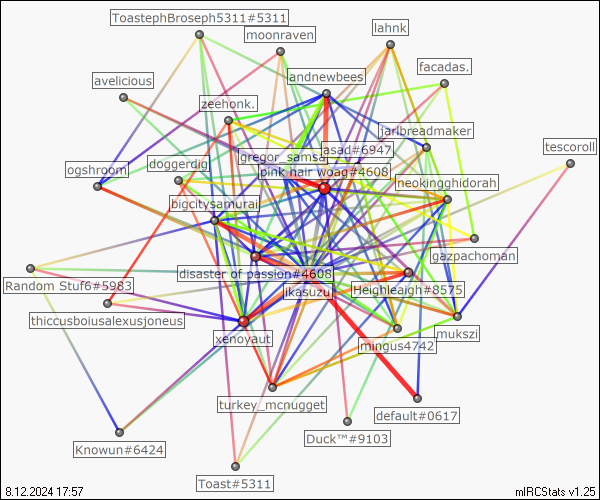 ToastephBroseph5311#5311
moonraven
lahnk
facadas.
avelicious
andnewbees
zeehonk.
jarlbreadmaker
asad#6947
tescoroll
gregor_samsa
ogshroom
doggerdig
pink hair woag#4608
neokingghidorah
bigcitysamurai
gazpachoman
disaster of passion#4608
Random Stuf6#5983
likasuzu
Heighleigh#8575
thiccusboiusalexusjoneus
xenoyaut
mukszi
mingus4742
turkey_mcnugget
default#0617
Duck™#9103
Knowun#6424
Toast#5311
8.12.2024 17:57
mIRCStats v1.25